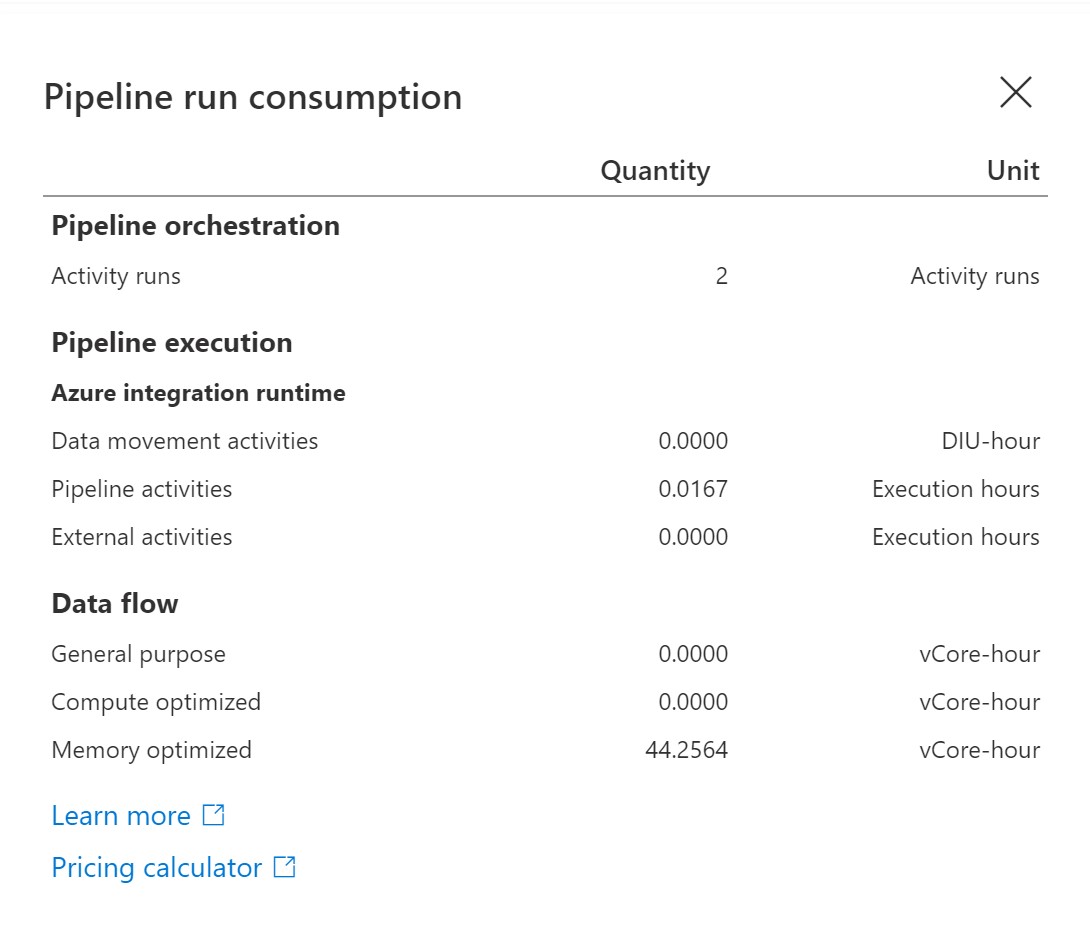 Pipeline run consumption
Quantity Unit
Pipeline orchestration
Activity runs 2 Activity runs
Pipeline execution
Azure integration runtime
Data movement activities 0.0000 DIU-hour
Pipeline activities 0.0167 Execution hours
External activities 0.0000 Execution hours
Data flow
General purpose 0.0000 vCore-hour
Compute optimized 0.0000 vCore-hour
Memory optimized 44.2564 vCore-hour
Learn more
Pricing calculator